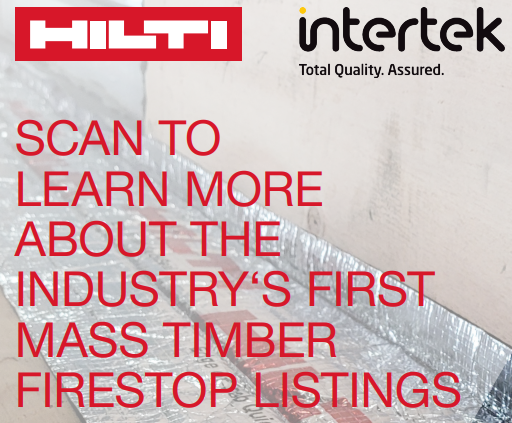 HILTI
intertek
Total Quality. Assured.
SCAN TO
LEARN MORE
ABOUT THE
INDUSTRY‘S FIRST
MASS TIMBER
FIRESTOP LISTINGS